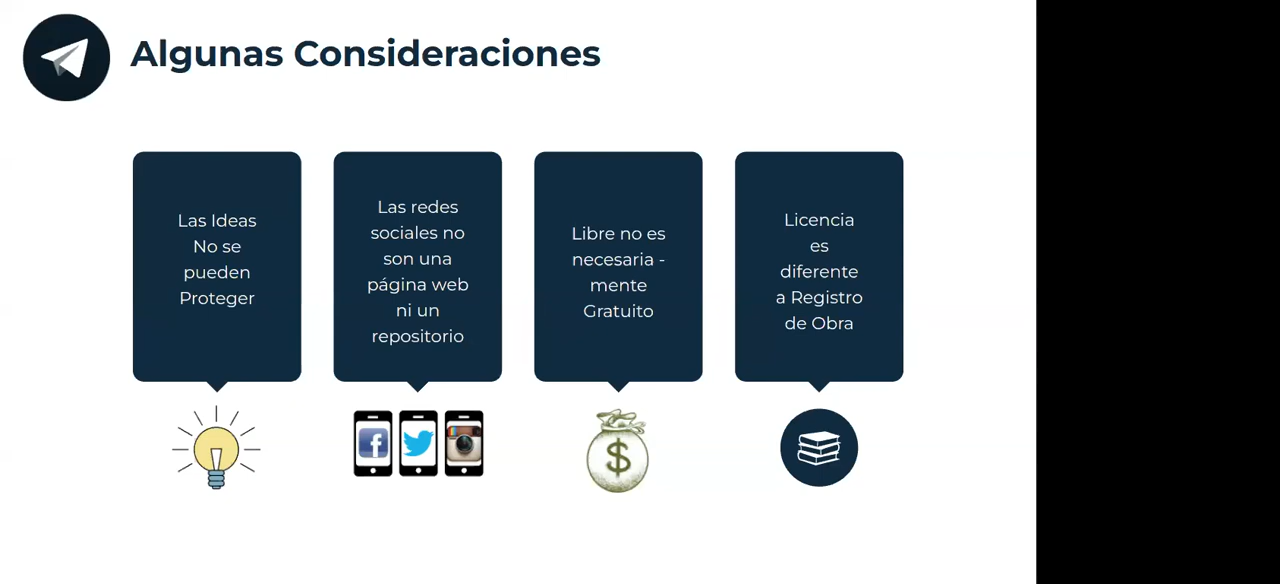 Algunas Consideraciones
Las Ideas
No se
pueden
Proteger
Las redes
sociales no
son una
página web
ni un
repositorio
Libre no es
necesaria -
mente
Gratuito
Licencia
es
diferente
a Registro
de Obra
$